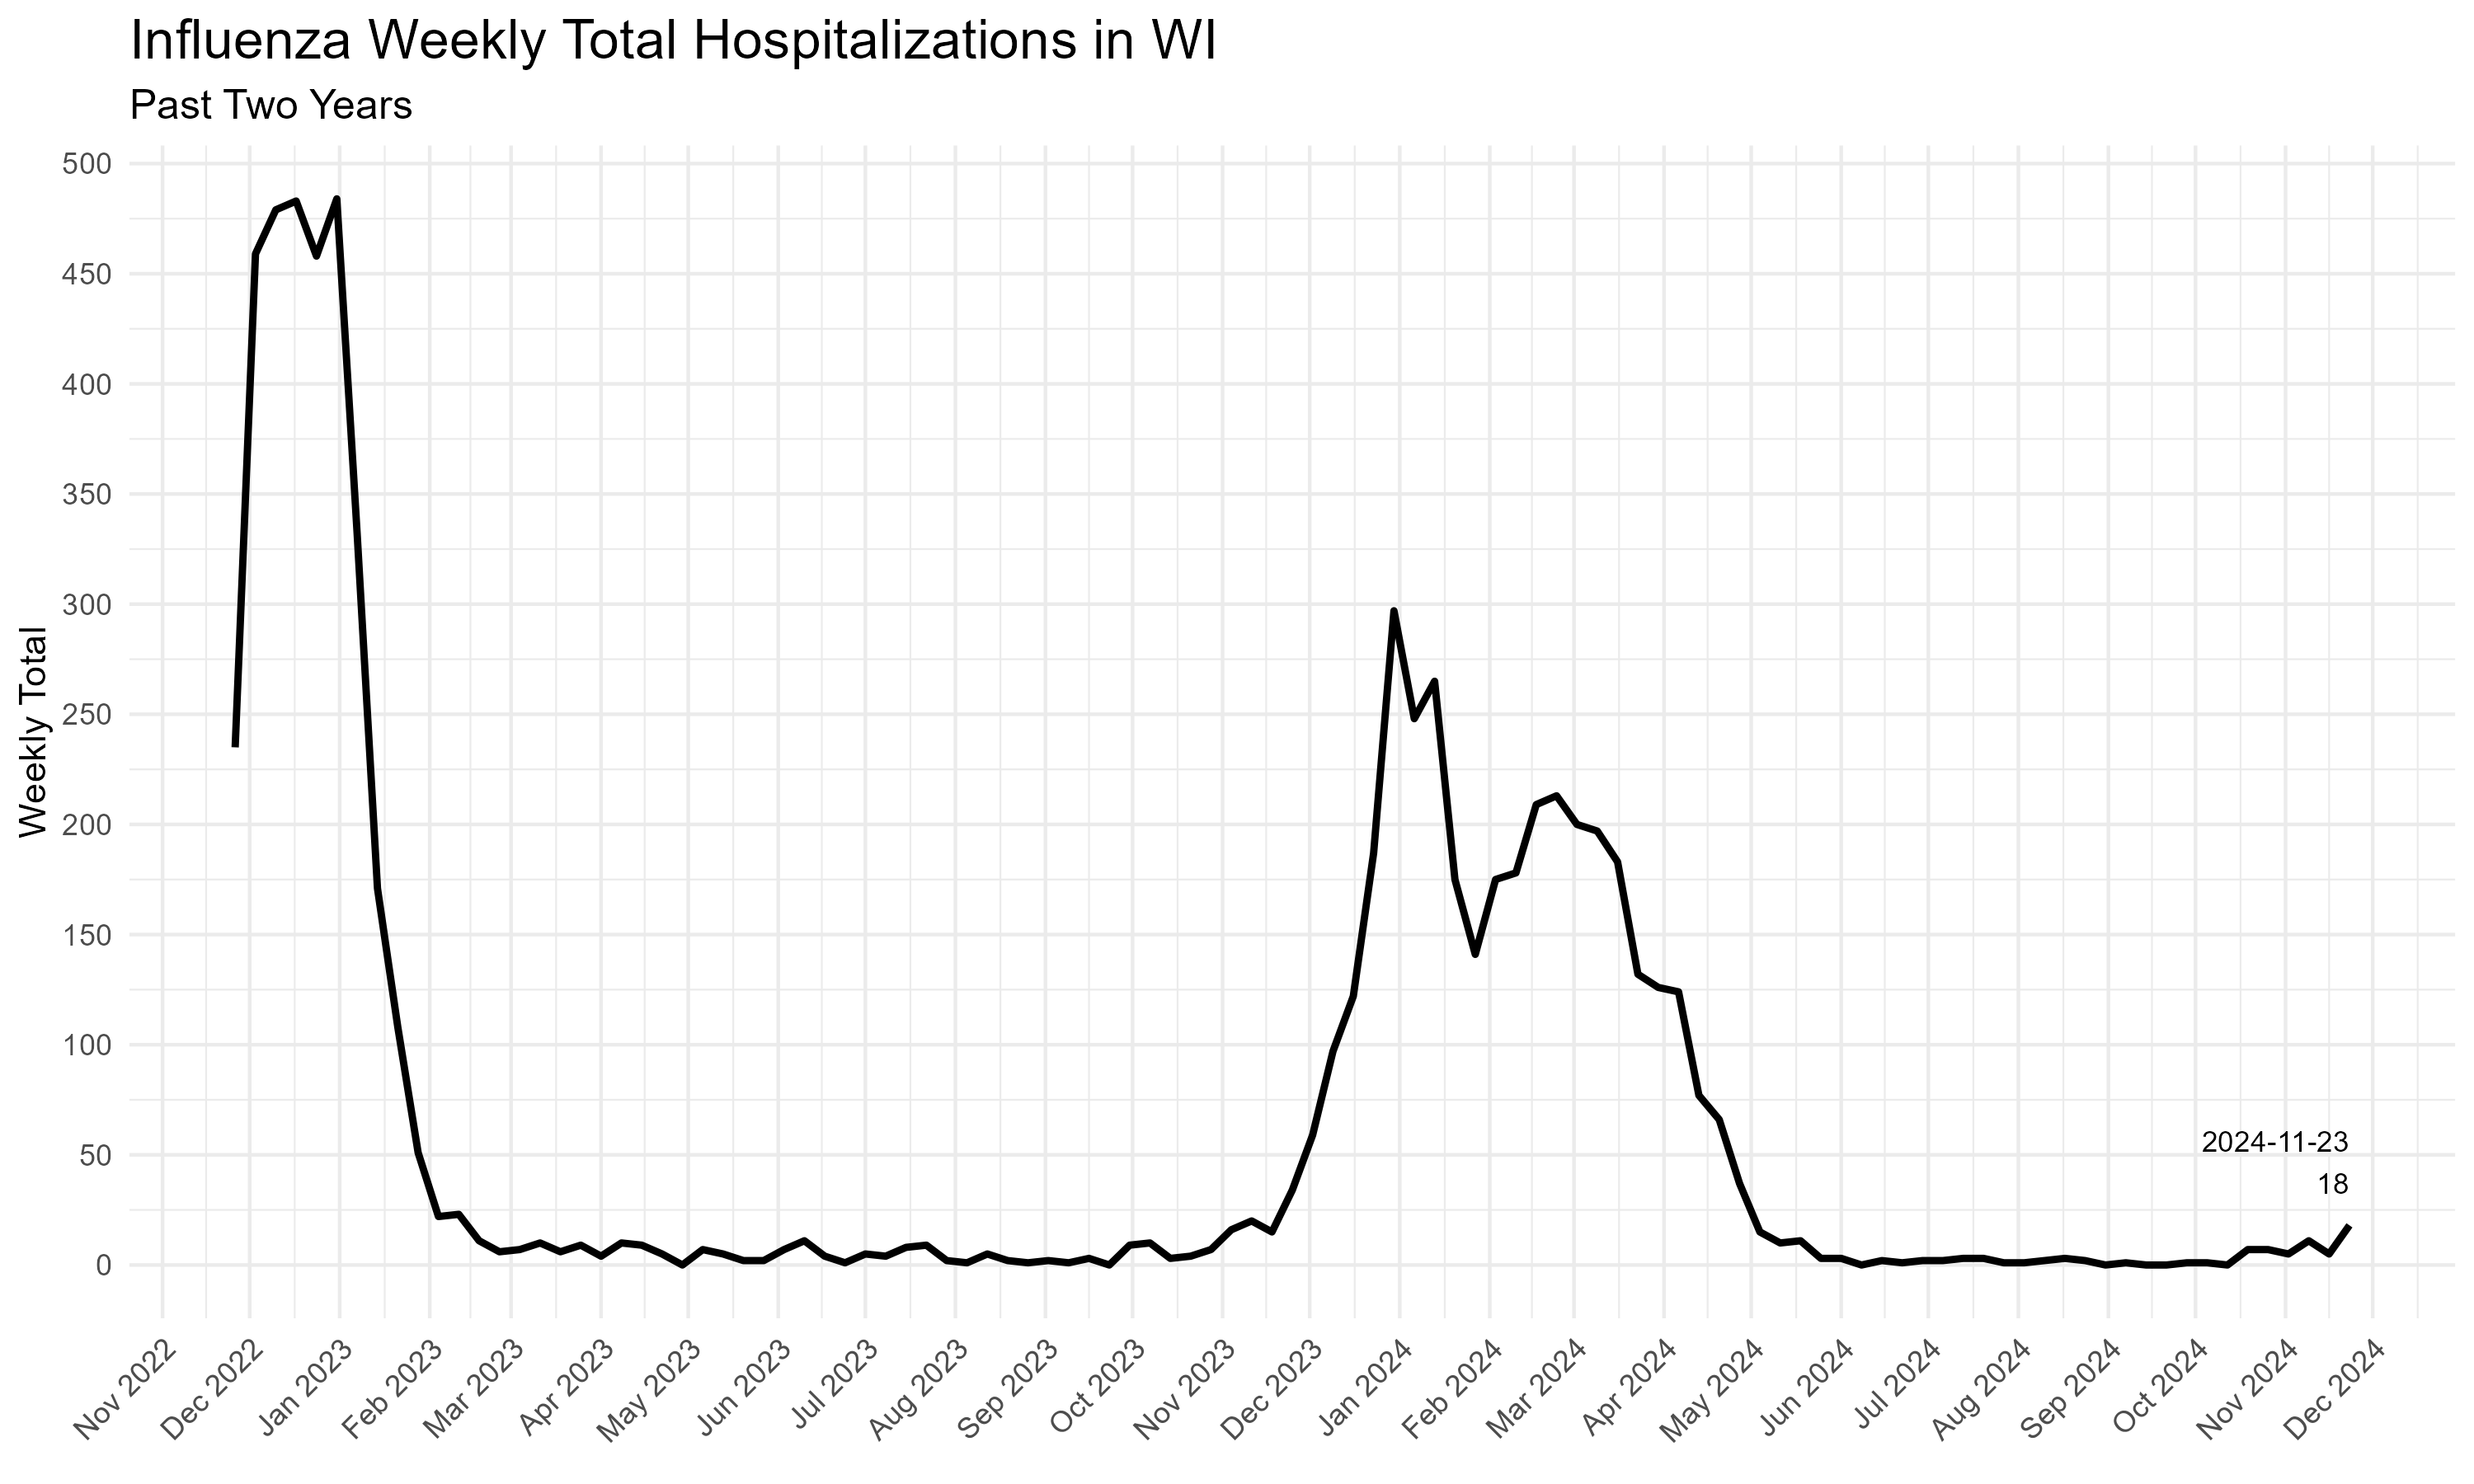 Influenza Weekly Total Hospitalizations in WI
Past Two Years
Weekly Total
500
450
400
350
300
250
200
150
100
50
0
2024-11-23
18
Nov 2022
Dec 2022
Jan 2023
Feb 2023
Mar 2023
Apr 2023
May 2023
Jun 2023
Jul 2023
Aug 2023
Sep 2023
Oct 2023
Nov 2023
Dec 2023
Jan 2024
Feb 2024
Mar 2024
Apr 2024
May 2024
Jun 2024
Jul 2024
Aug 2024
Sep 2024
Oct 2024
Nov 2024
Dec 2024